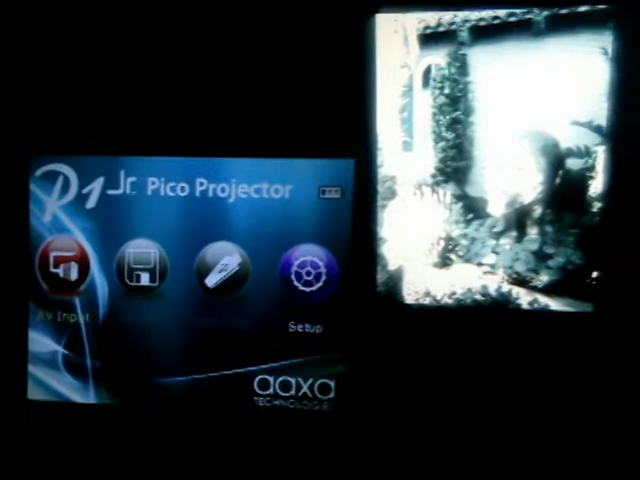 P1 Jr. Pico Projector
AV Input
Setup
aaxa
TECHNOLOGIES